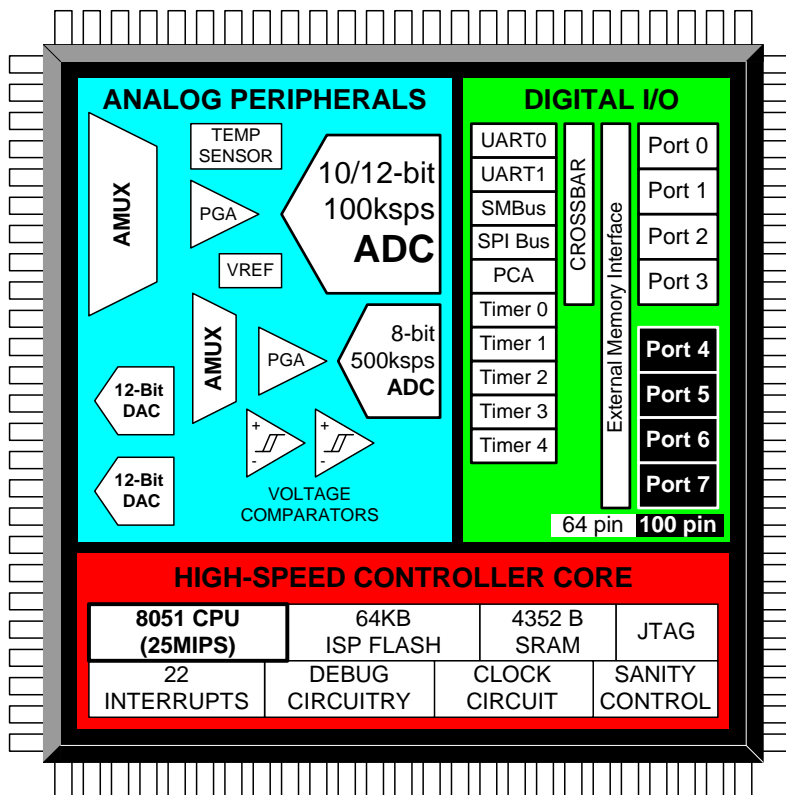 ANALOG PERIPHERALS
AMUX
TEMP
SENSOR
PGA
VREF
10/12-bit
100ksps
ADC
AMUX
PGA
8-bit
500ksps
ADC
12-Bit
DAC
12-Bit
DAC
+
-
+
-
VOLTAGE
COMPARATORS
DIGITAL I/O
UART0
UART1
SMBus
SPI Bus
PCA
Timer 0
Timer 1
Timer 2
Timer 3
Timer 4
CROSSBAR
External Memory Interface
Port 0
Port 1
Port 2
Port 3
Port 4
Port 5
Port 6
Port 7
64 pin 100 pin
HIGH-SPEED CONTROLLER CORE
8051 CPU
(25MIPS)
64KB
ISP FLASH
4352 B
SRAM
JTAG
22
INTERRUPTS
DEBUG
CIRCUITRY
CLOCK
CIRCUIT
SANITY
CONTROL